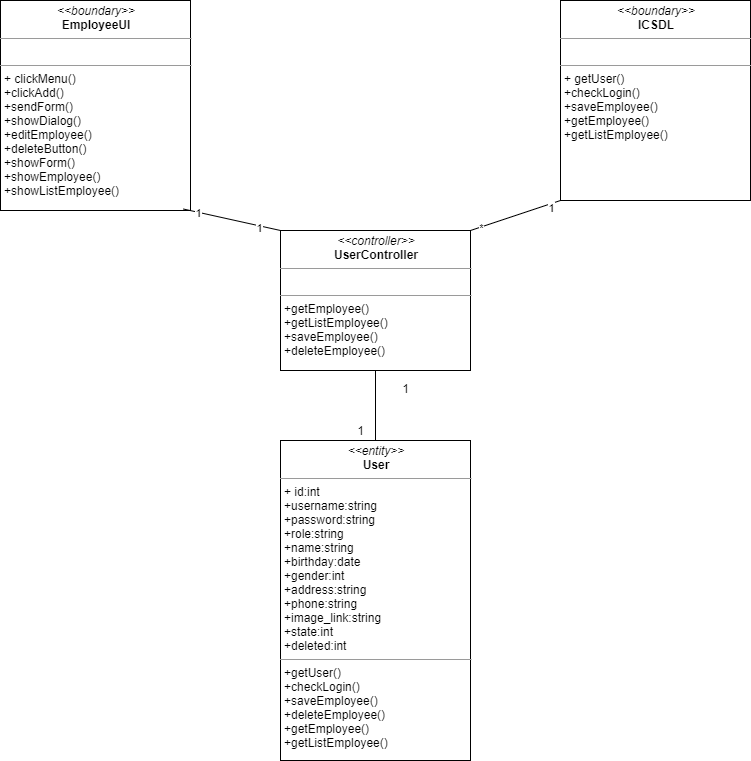 <<boundary>>
EmployeeUI
+ clickMenu()
+clickAdd()
+sendForm()
+showDialog()
+editEmployee()
+deleteButton()
+showForm()
+showEmployee()
+showListEmployee()
<<boundary>>
ICSDL
+ getUser()
+checkLogin()
+saveEmployee()
+getEmployee()
+getListEmployee()
1
1
*
1
<<controller>>
UserController
+getEmployee()
+getListEmployee()
+saveEmployee()
+deleteEmployee()
1
1
<<entity>>
User
+ id:int
+username:string
+password:string
+role:string
+name:string
+birthday:date
+gender:int
+address:string
+phone:string
+image_link:string
+state:int
+deleted:int
+getUser()
+checkLogin()
+saveEmployee()
+deleteEmployee()
+getEmployee()
+getListEmployee()